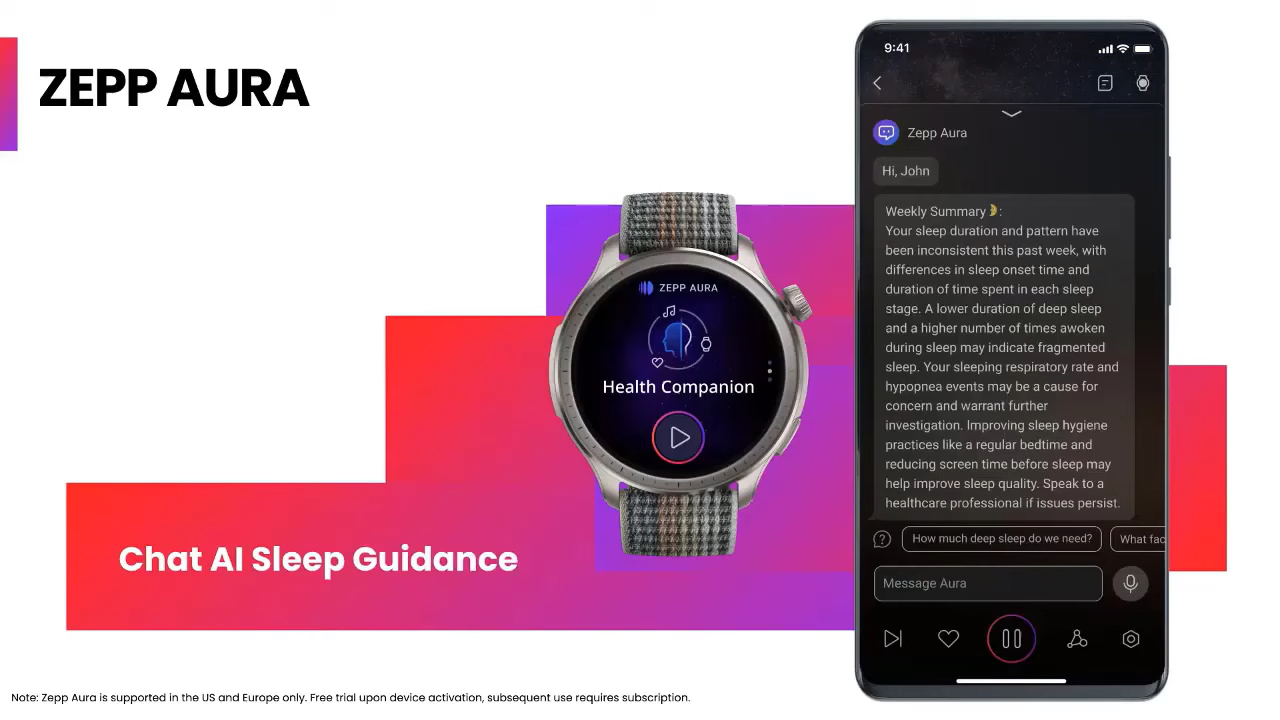 ZEPP AURA
ZEPP AURA
Health Companion
Chat AI Sleep Guidance
9:41
Zepp Aura
Hi, John
Weekly Summary 🌛:
Your sleep duration and pattern have
been inconsistent this past week, with
differences in sleep onset time and
duration of time spent in each sleep
stage. A lower duration of deep sleep
and a higher number of times awoken
during sleep may indicate fragmented
sleep. Your sleeping respiratory rate and
hypopnea events may be a cause for
concern and warrant further
investigation. Improving sleep hygiene
practices like a regular bedtime and
reducing screen time before sleep may
help improve sleep quality. Speak to a
healthcare professional if issues persist.
How much deep sleep do we need?
What fac
Message Aura
Note: Zepp Aura is supported in the US and Europe only. Free trial upon device activation, subsequent use requires subscription.